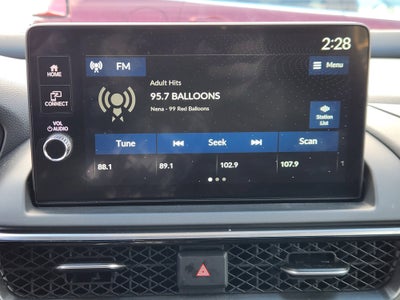 2:28
HOME
FM
Menu
CONNECT
Adult Hits
95.7 BALLOONS
Nena - 99 Red Balloons
VOL
AUDIO
Station
List
Tune
Seek
Scan
88.1
89.1
102.9
107.9
1